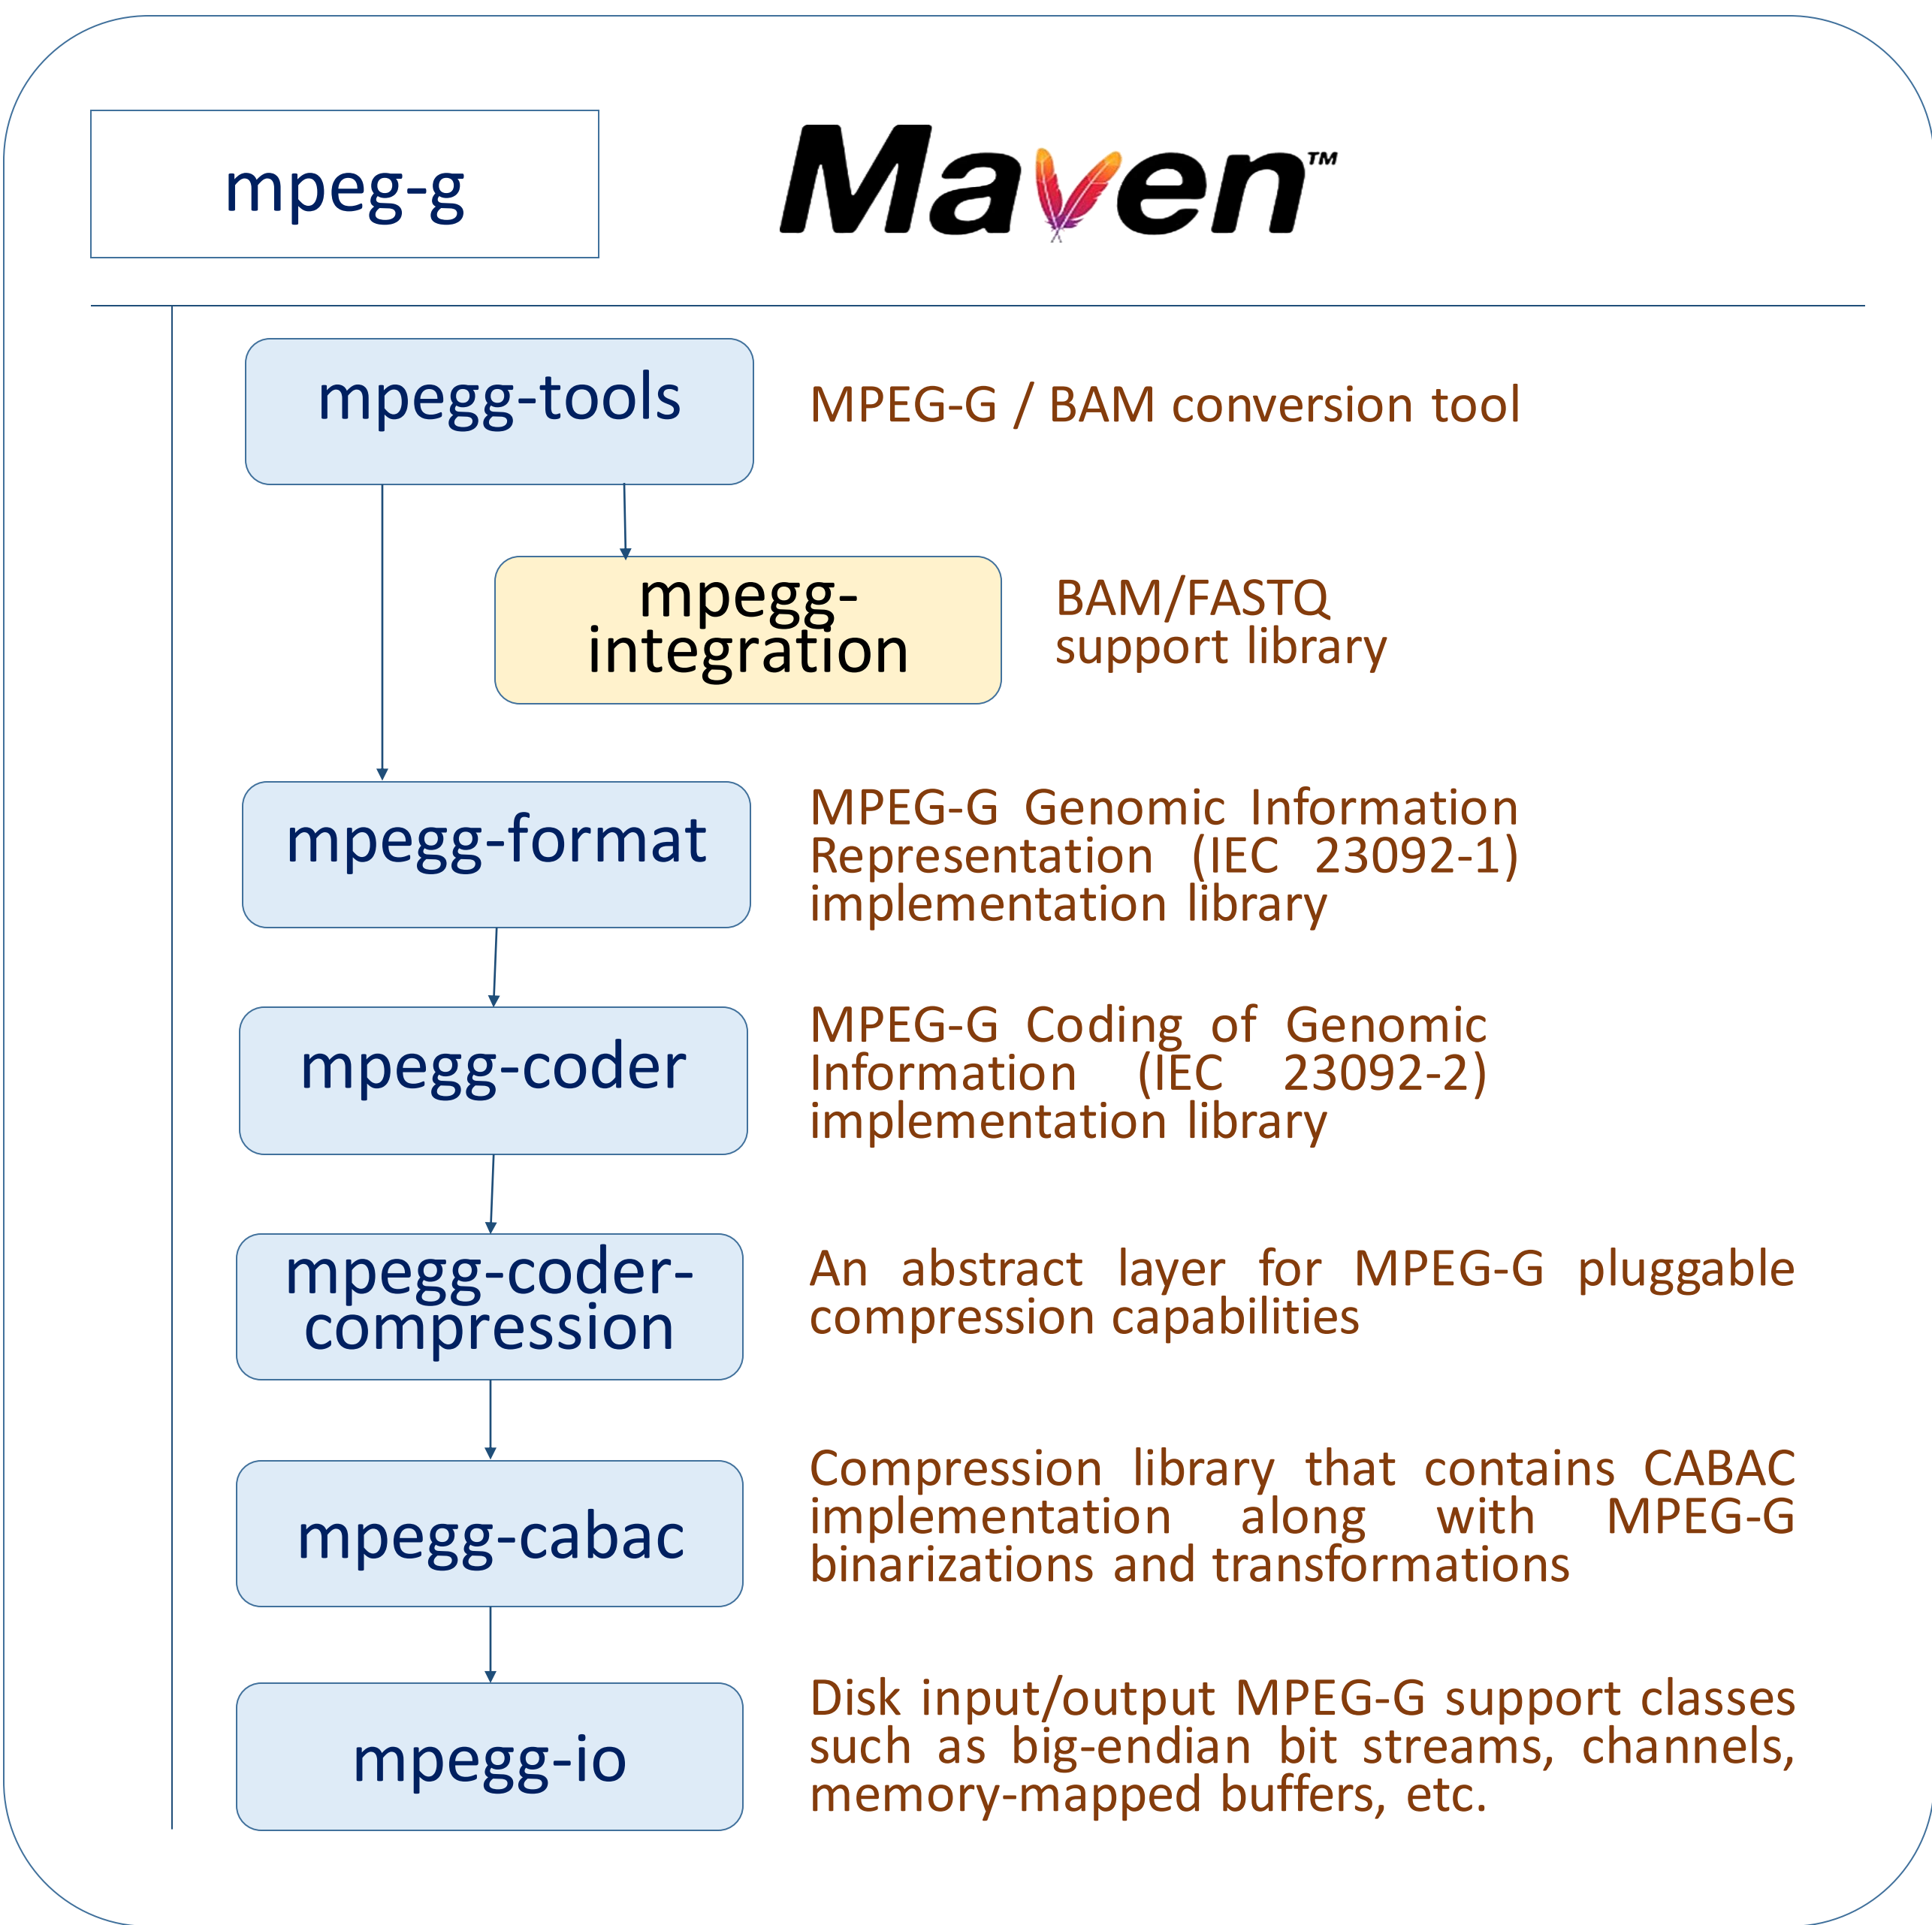 mpeg-g
Maven™
mpegg-tools
MPEG-G / BAM conversion tool
mpegg-
integration
BAM/FASTQ
support library
mpegg-format
MPEG-G Genomic Information
Representation (IEC 23092-1)
implementation library
mpegg-coder
MPEG-G Coding of Genomic
Information (IEC 23092-2)
implementation library
mpegg-coder-
compression
An abstract layer for MPEG-G pluggable
compression capabilities
mpegg-cabac
Compression library that contains CABAC
implementation along with MPEG-G
binarizations and transformations
mpegg-io
Disk input/output MPEG-G support classes
such as big-endian bit streams, channels,
memory-mapped buffers, etc.